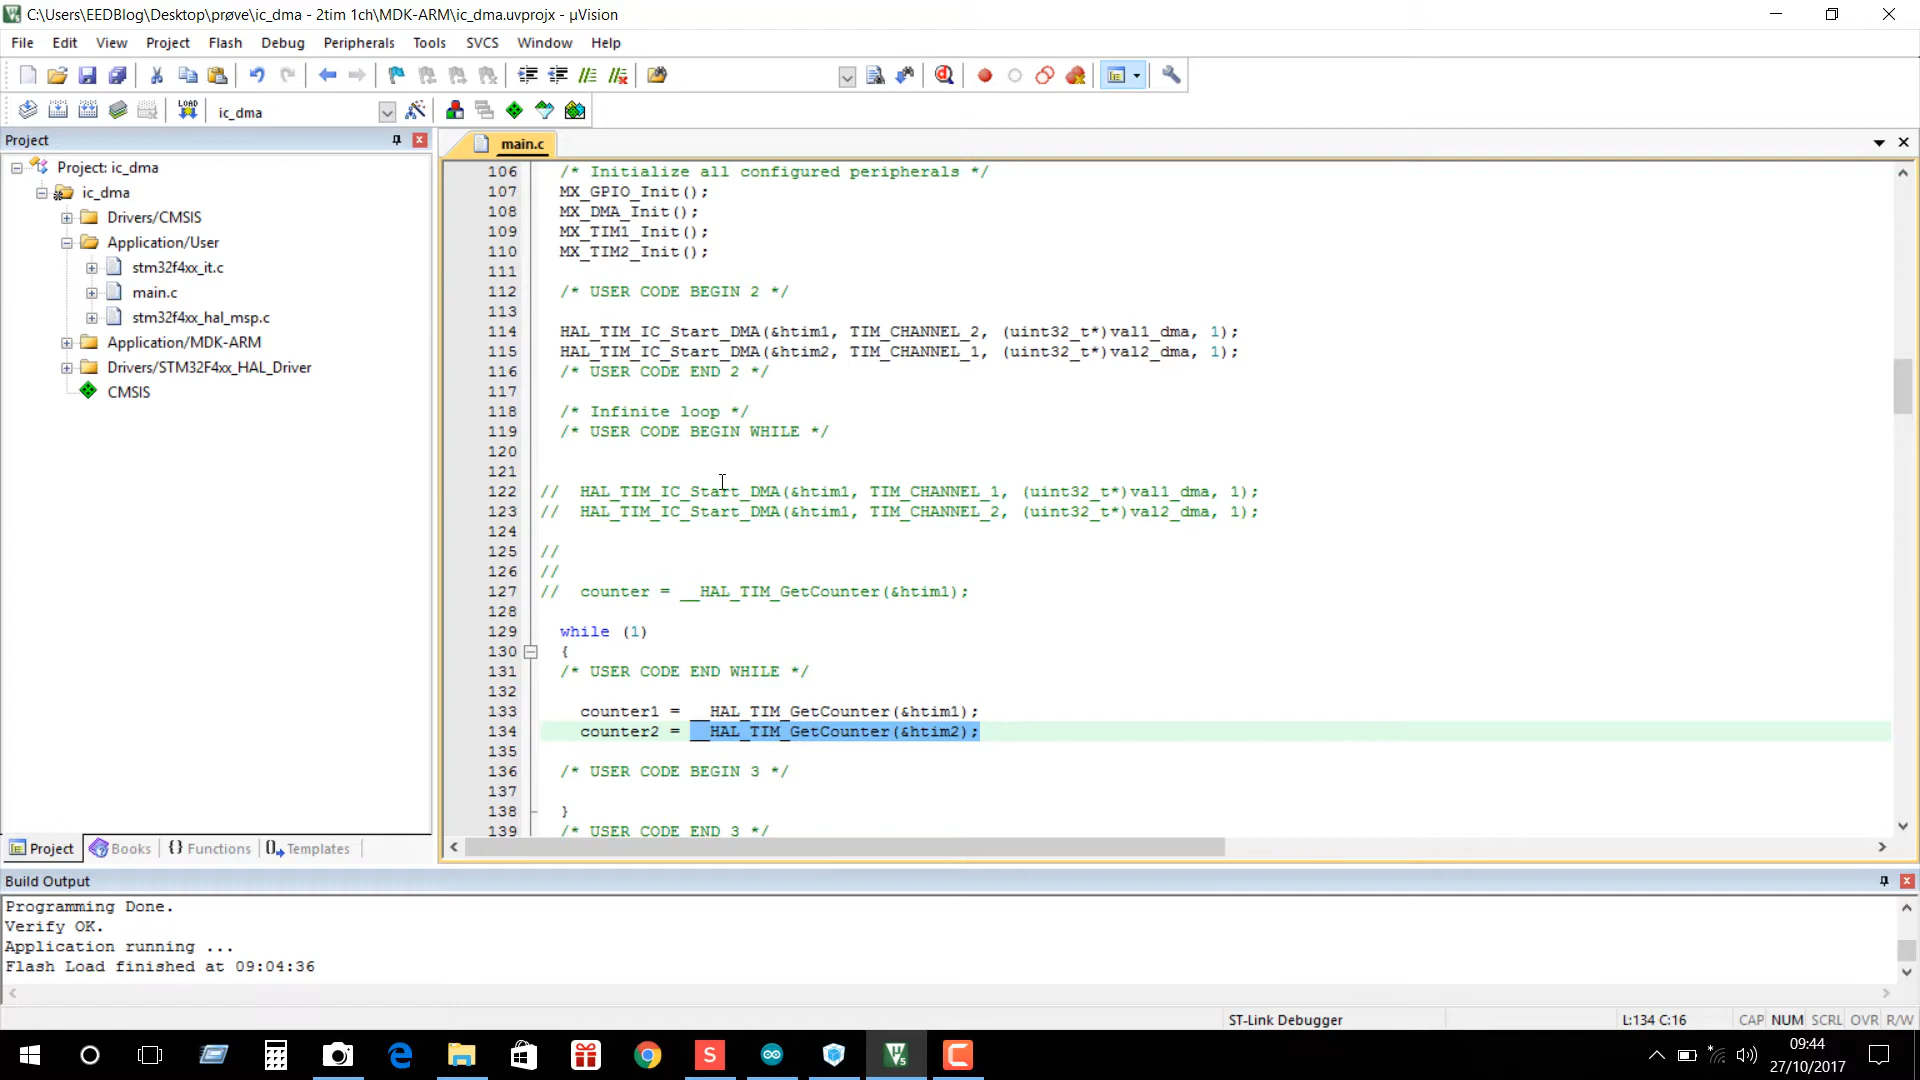 C:\Users\EEDBlog\Desktop\prøve\ic_dma - 2tim 1ch\MDK-ARM\ic_dma.uvprojx - µVision
File Edit View Project Flash Debug Peripherals Tools SVCS Window Help
LOAD
ic_dma
Project
main.c
Project: ic_dma
ic_dma
Drivers/CMSIS
Application/User
stm32f4xx_it.c
main.c
stm32f4xx_hal_msp.c
Application/MDK-ARM
Drivers/STM32F4xx_HAL_Driver
CMSIS
106 /* Initialize all configured peripherals */
107 MX_GPIO_Init();
108 MX_DMA_Init();
109 MX_TIM1_Init();
110 MX_TIM2_Init();
111
112 /* USER CODE BEGIN 2 */
113
114 HAL_TIM_IC_Start_DMA(&htim1, TIM_CHANNEL_2, (uint32_t*)val1_dma, 1);
115 HAL_TIM_IC_Start_DMA(&htim2, TIM_CHANNEL_1, (uint32_t*)val2_dma, 1);
116 /* USER CODE END 2 */
117
118 /* Infinite loop */
119 /* USER CODE BEGIN WHILE */
120
121
122 // HAL_TIM_IC_Start_DMA(&htim1, TIM_CHANNEL_1, (uint32_t*)val1_dma, 1);
123 // HAL_TIM_IC_Start_DMA(&htim1, TIM_CHANNEL_2, (uint32_t*)val2_dma, 1);
124
125 //
126 //
127 // counter = __HAL_TIM_GetCounter(&htim1);
128
129 while (1)
130 {
131 /* USER CODE END WHILE */
132
133 counter1 = __HAL_TIM_GetCounter(&htim1);
134 counter2 = __HAL_TIM_GetCounter(&htim2);
135
136 /* USER CODE BEGIN 3 */
137
138 }
139 /* USER CODE END 3 */
Project Books {} Functions Templates
Build Output
Programming Done.
Verify OK.
Application running ...
Flash Load finished at 09:04:36
ST-Link Debugger L:134 C:16 CAP NUM SCRL OVR R/W
09:44
27/10/2017